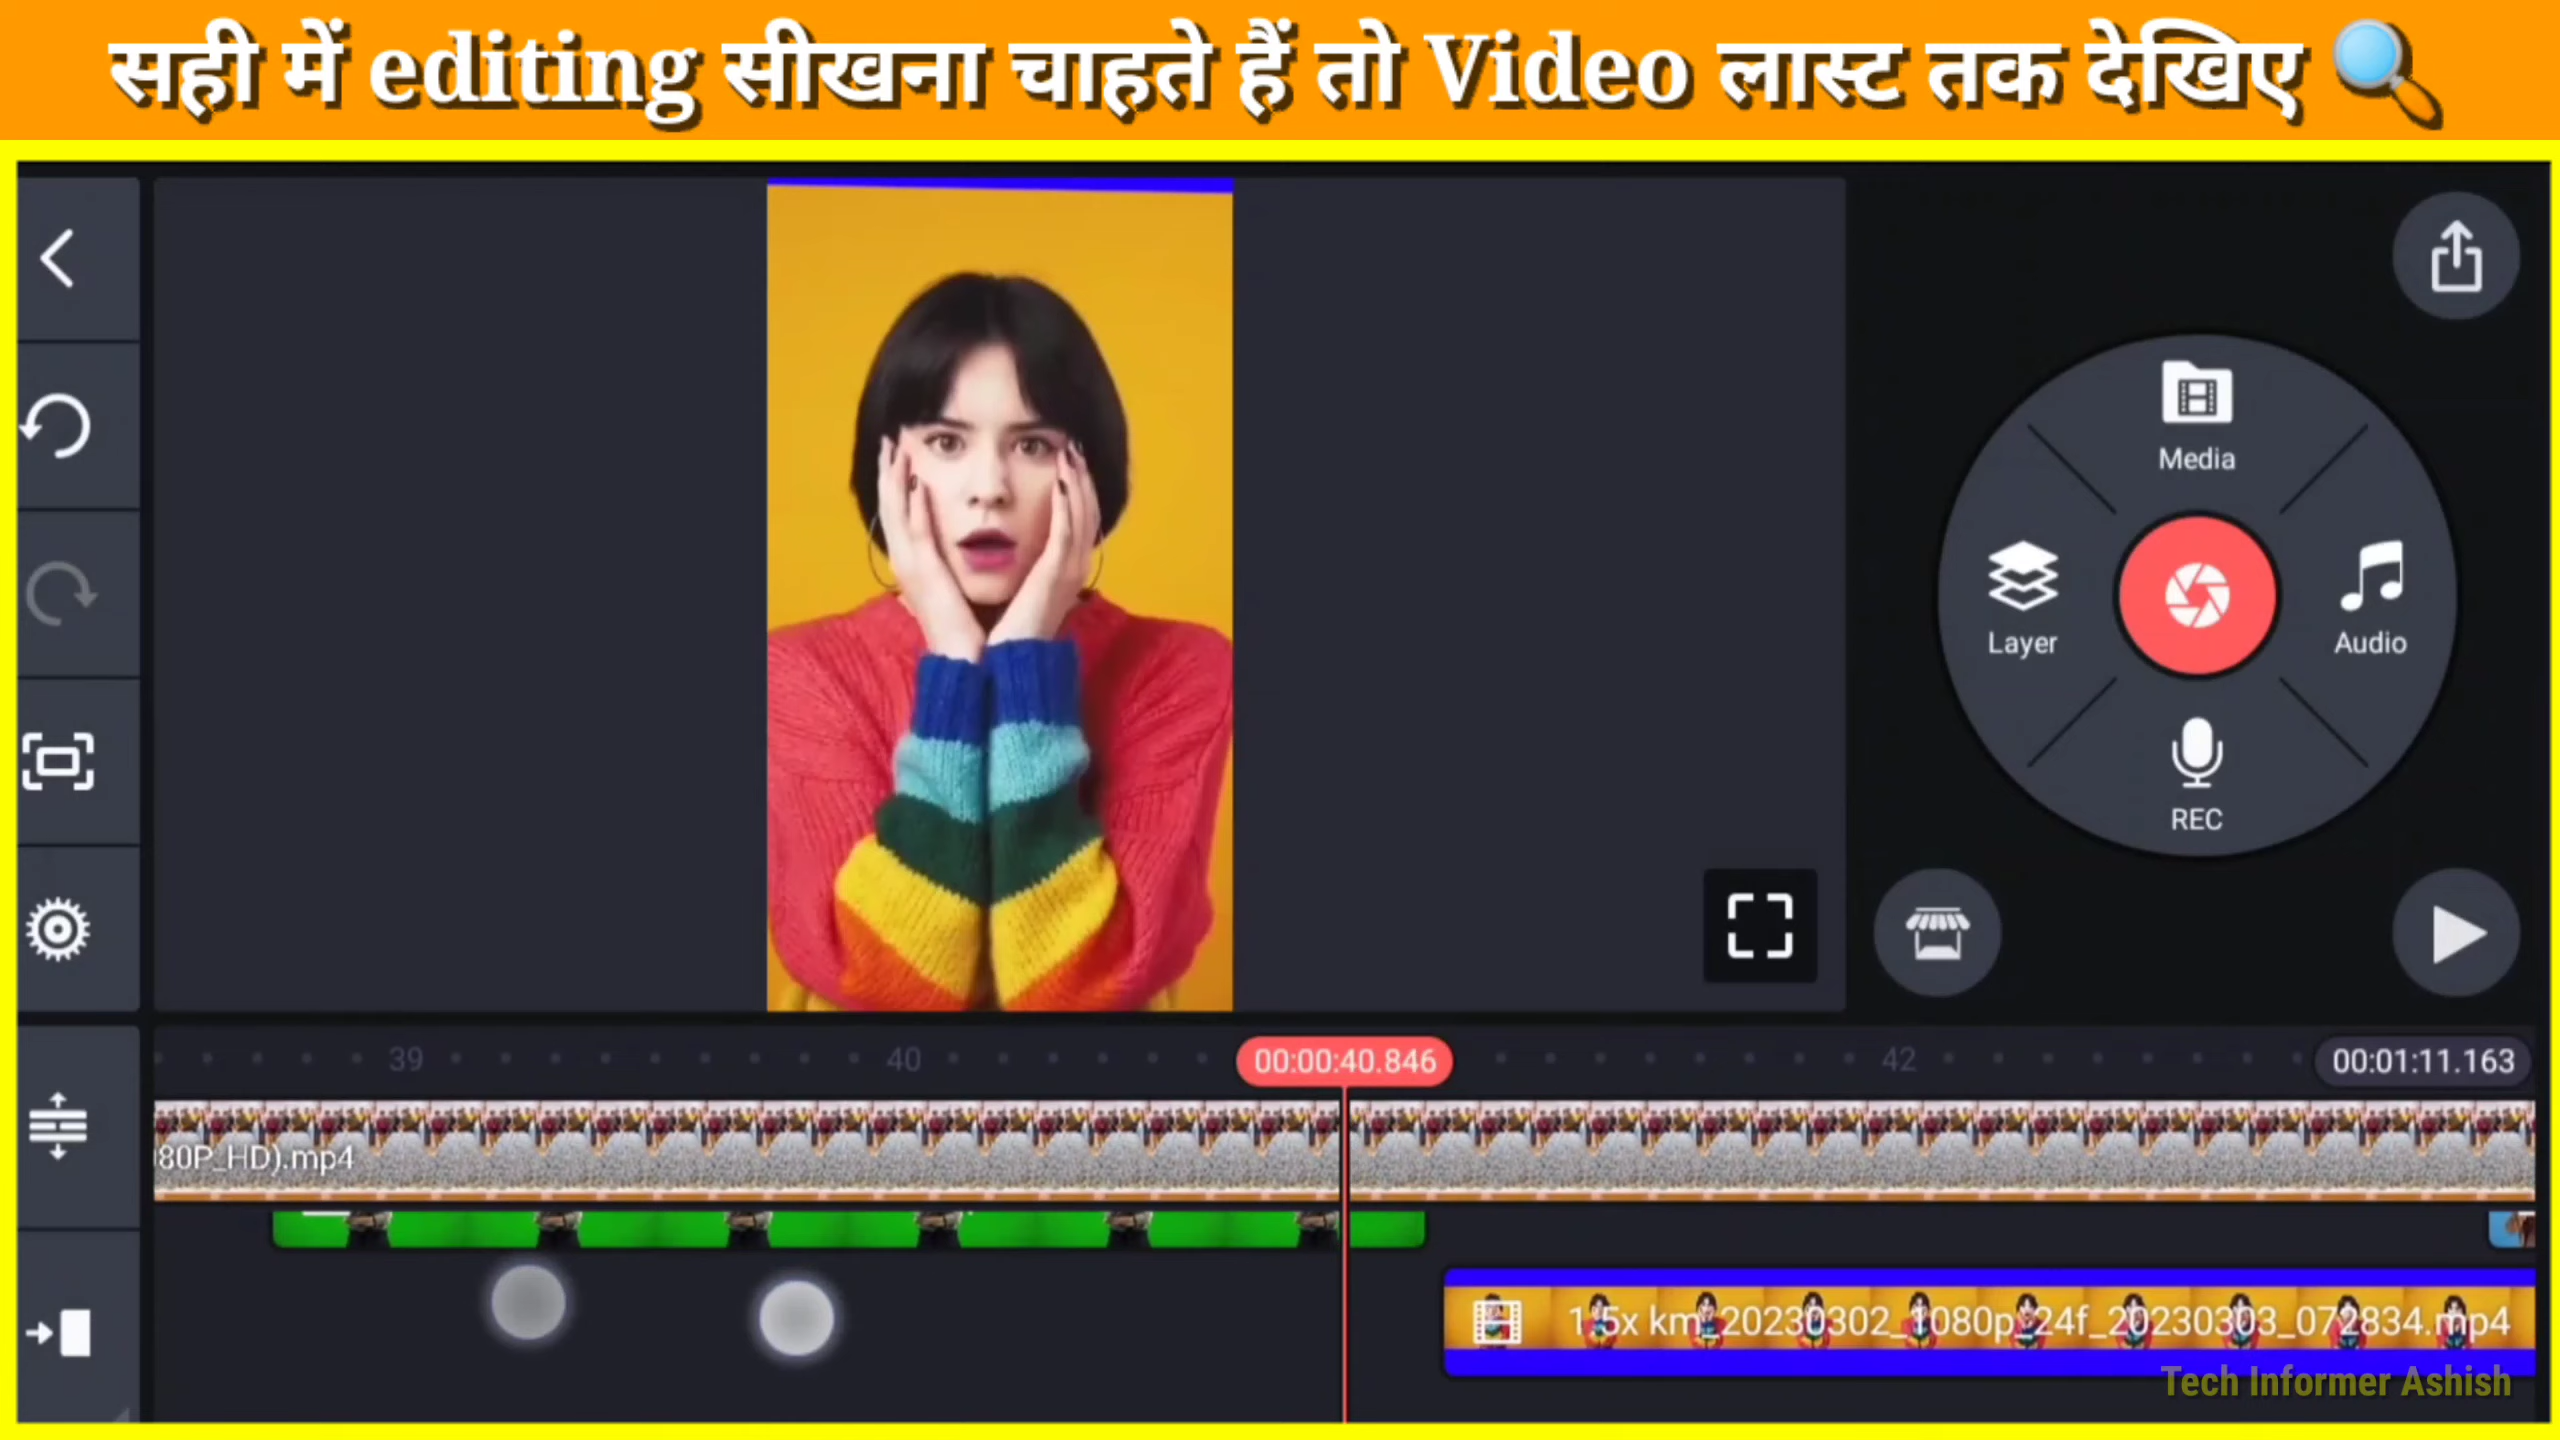 सही में editing सीखना चाहते हैं तो Video लास्ट तक देखिए
Media
Layer
Audio
REC
39
40
00:00:40.846
42
00:01:11.163
80P_HD).mp4
1.5x km_20230302_1080p_24f_20230303_072834.mp4
Tech Informer Ashish